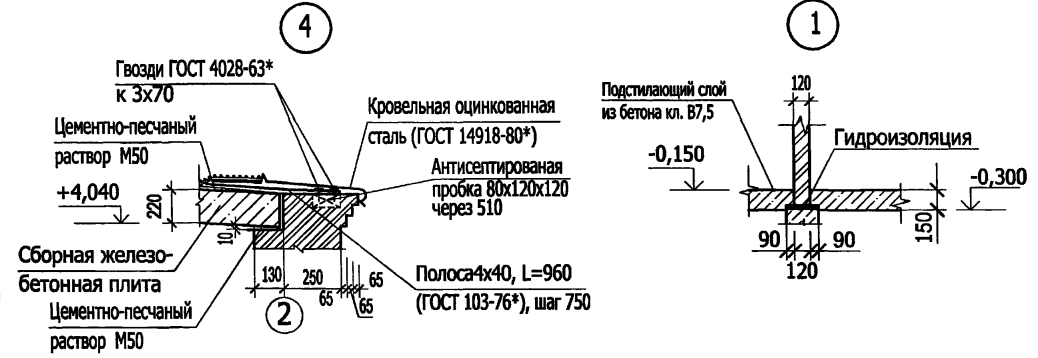 4
Гвозди ГОСТ 4028-63*
к 3х70
Цементно-песчаный
раствор М50
Кровельная оцинкованная
сталь (ГОСТ 14918-80*)
Антисептированая
пробка 80х120х120
через 510
+4,040
220
10
Сборная железо-
бетонная плита
Цементно-песчаный
раствор М50
130
250
65
65
65
2
Полоса4х40, L=960
(ГОСТ 103-76*), шаг 750
1
Подстилающий слой
из бетона кл. В7,5
120
Гидроизоляция
-0,150
-0,300
150
90
90
120